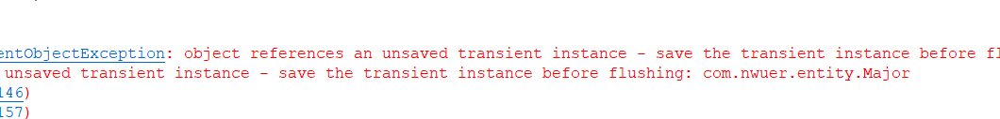 entObjectException: object references an unsaved transient instance - save the transient instance before fl
unsaved transient instance - save the transient instance before flushing: com.nwuer.entity.Major
146)
157)